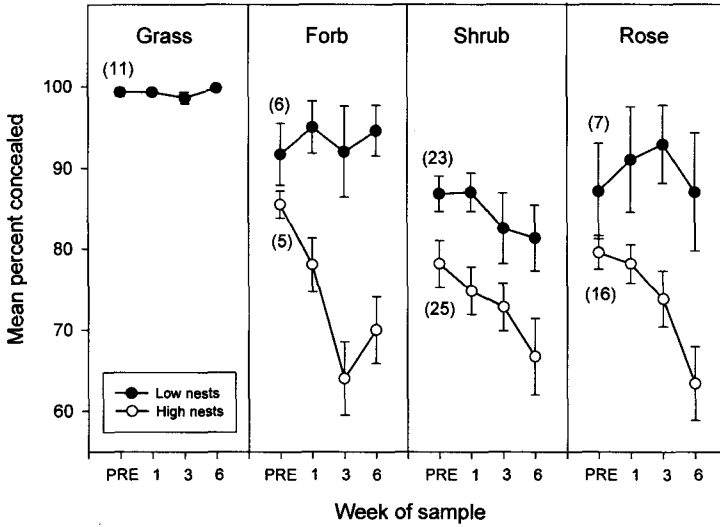 Grass Forb Shrub Rose
(11)
(6)
(5)
(23)
(25)
(7)
(16)
100
90
80
70
60
Mean percent concealed
Low nests
High nests
PRE 1 3 6 PRE 1 3 6 PRE 1 3 6 PRE 1 3 6
Week of sample